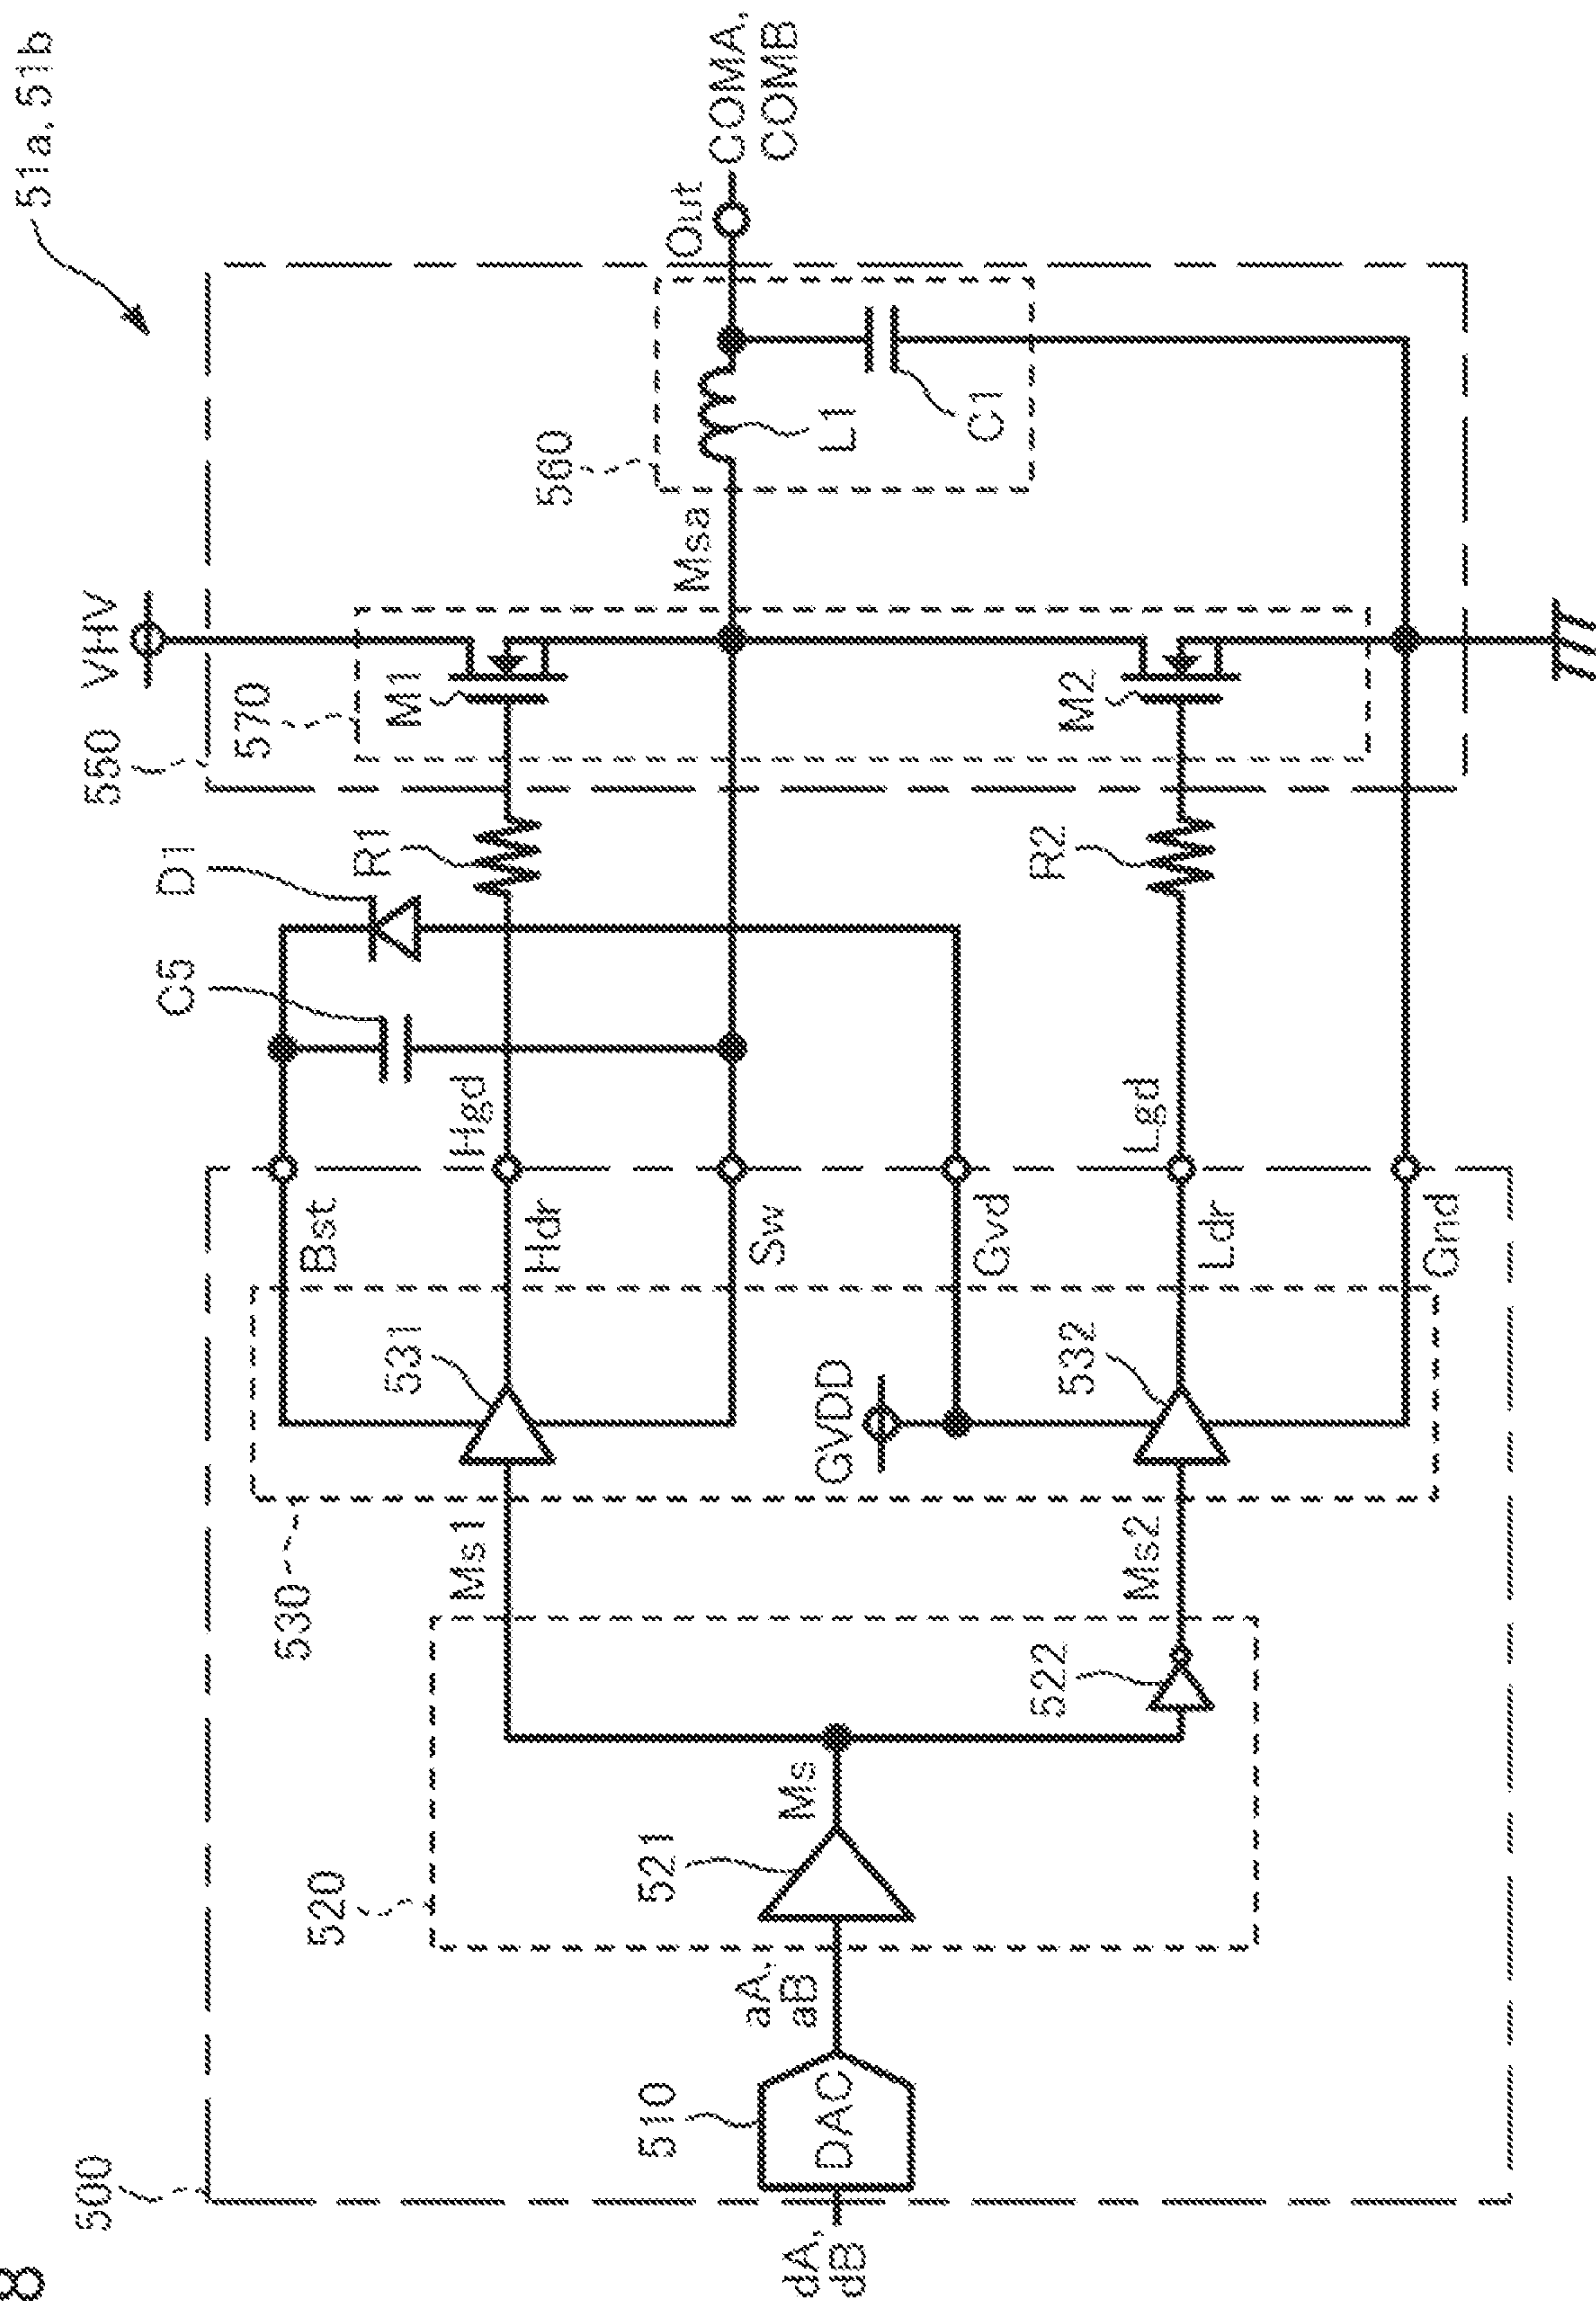 8
51a, 51b
500
550
VHV
570
D1
C5
R1
M1
560
Out
COMA,
COMB
Msa
L1
C1
Bst
Hgd
Hdr
Sw
Gvd
GVDD
Lgd
Ldr
Gnd
R2
M2
530
531
532
Ms1
Ms2
520
521
522
Ms
aA,
aB
510
DAC
dA,
dB